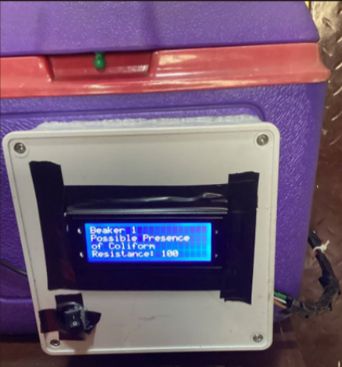 Beaker 1
Possible Presence
of Coliform
Resistance: 100